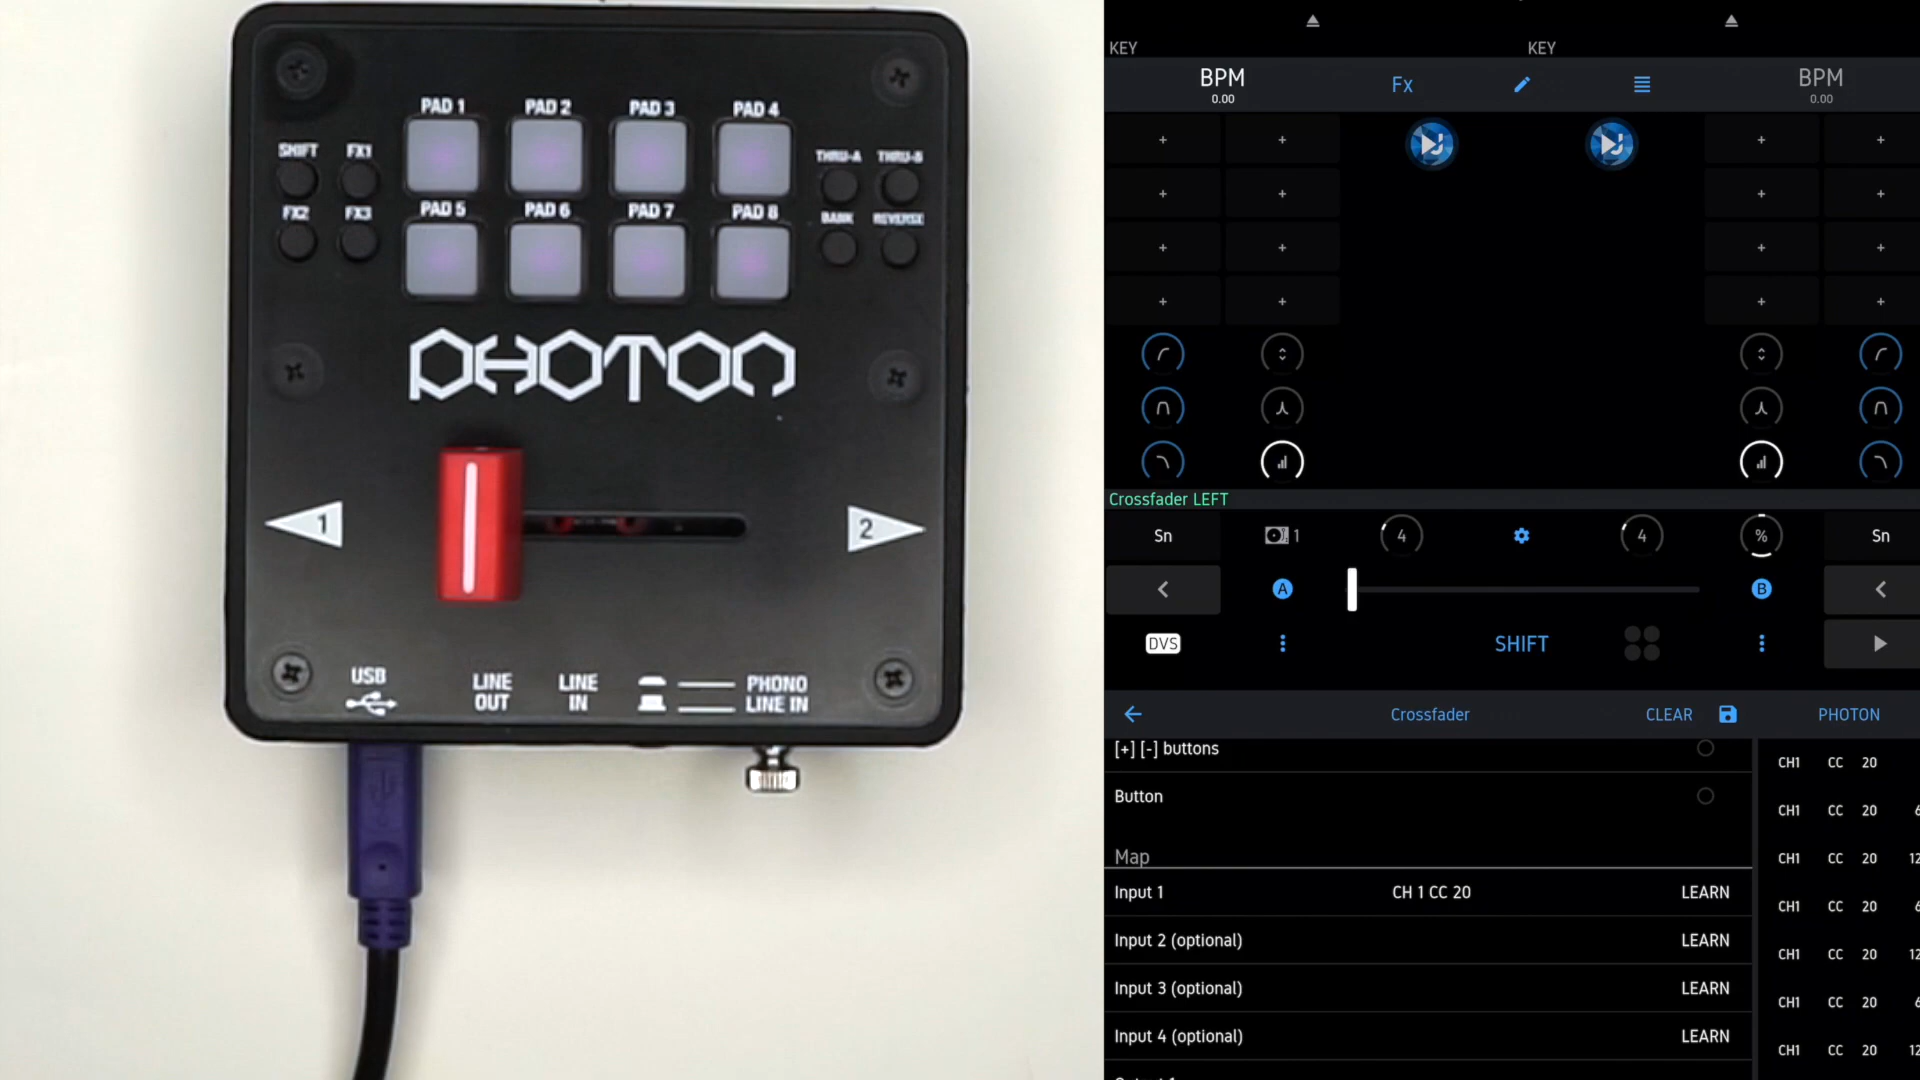 PAD 1 PAD 2 PAD 3 PAD 4
SHIFT FX1
THRU-A THRU-B
PAD 5 PAD 6 PAD 7 PAD 8
FX2 FX3
BANK REVERSE
PHOTON
1 2
USB
LINE OUT
LINE IN
PHONO
LINE IN
KEY KEY
BPM Fx BPM
0.00 0.00
+ + + +
+ + + +
+ + + +
+ + + +
Crossfader LEFT
Sn 1 4 4 % Sn
A B
DVS SHIFT
Crossfader CLEAR PHOTON
[+] [-] buttons
Button
Map
Input 1 CH 1 CC 20 LEARN
Input 2 (optional) LEARN
Input 3 (optional) LEARN
Input 4 (optional) LEARN
CH1 CC 20
CH1 CC 20
CH1 CC 20
CH1 CC 20
CH1 CC 20
CH1 CC 20
CH1 CC 20